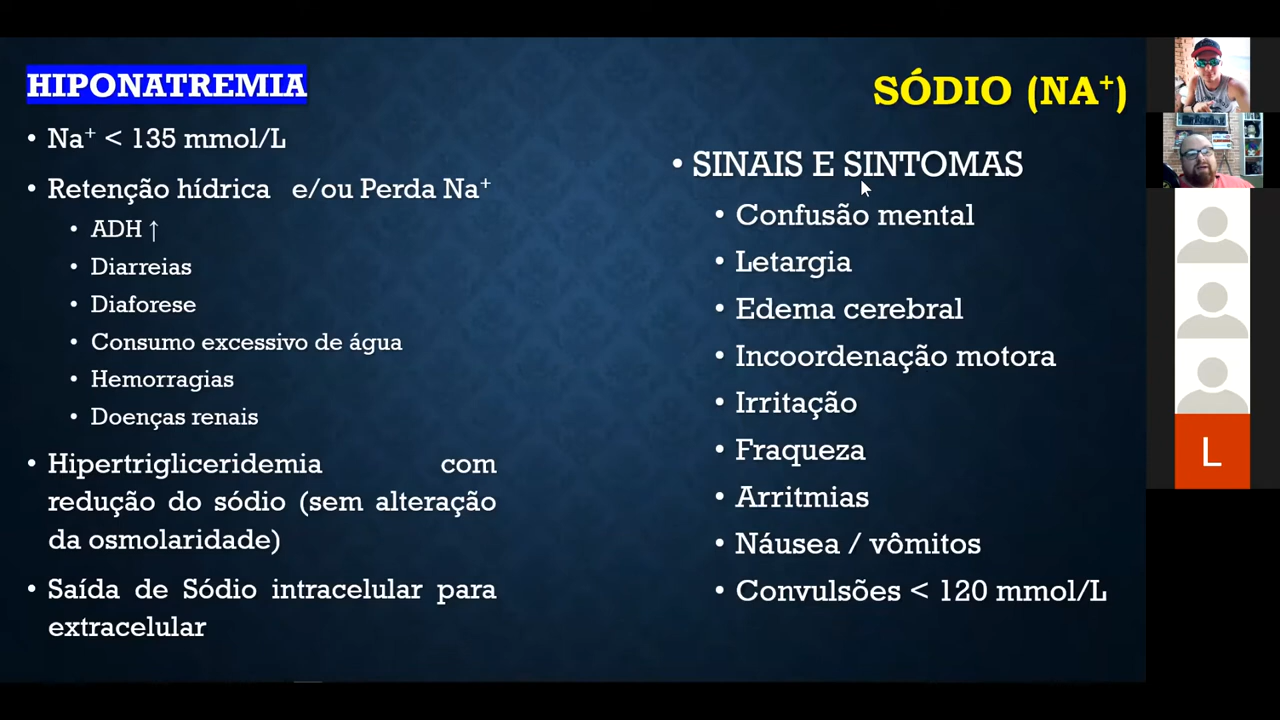 HIPONATREMIA
• Na⁺ < 135 mmol/L
• Retenção hídrica e/ou Perda Na⁺
• ADH ↑
• Diarreias
• Diaforese
• Consumo excessivo de água
• Hemorragias
• Doenças renais
• Hipertrigliceridemia com
redução do sódio (sem alteração
da osmolaridade)
• Saída de Sódio intracelular para
extracelular
SÓDIO (NA⁺)
• SINAIS E SINTOMAS
• Confusão mental
• Letargia
• Edema cerebral
• Incoordenação motora
• Irritação
• Fraqueza
• Arritmias
• Náusea / vômitos
• Convulsões < 120 mmol/L
L